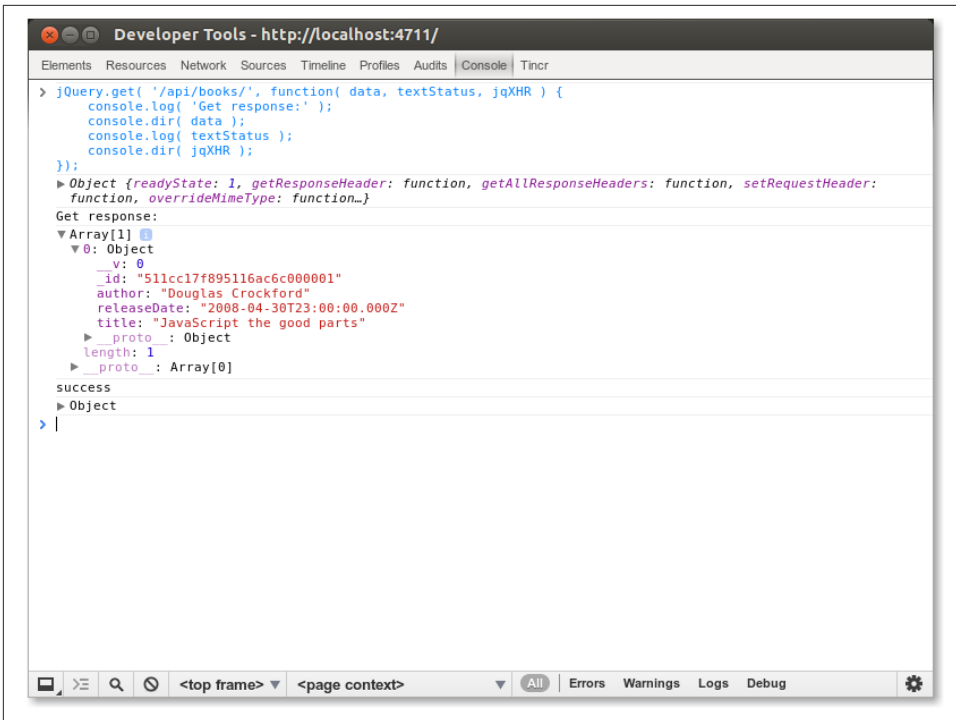 Developer Tools - http://localhost:4711/
Elements Resources Network Sources Timeline Profiles Audits Console Tincr
> jQuery.get( '/api/books/', function( data, textStatus, jqXHR ) {
console.log( 'Get response:' );
console.dir( data );
console.log( textStatus );
console.dir( jqXHR );
});
▶ Object {readyState: 1, getResponseHeader: function, getAllResponseHeaders: function, setRequestHeader:
function, overrideMimeType: function…}
Get response:
▼ Array[1] i
▼ 0: Object
__v: 0
_id: "511cc17f895116ac6c000001"
author: "Douglas Crockford"
releaseDate: "2008-04-30T23:00:00.000Z"
title: "JavaScript the good parts"
▶ __proto__: Object
length: 1
▶ __proto__: Array[0]
success
▶ Object
>
<top frame> ▼ <page context> ▼ All Errors Warnings Logs Debug